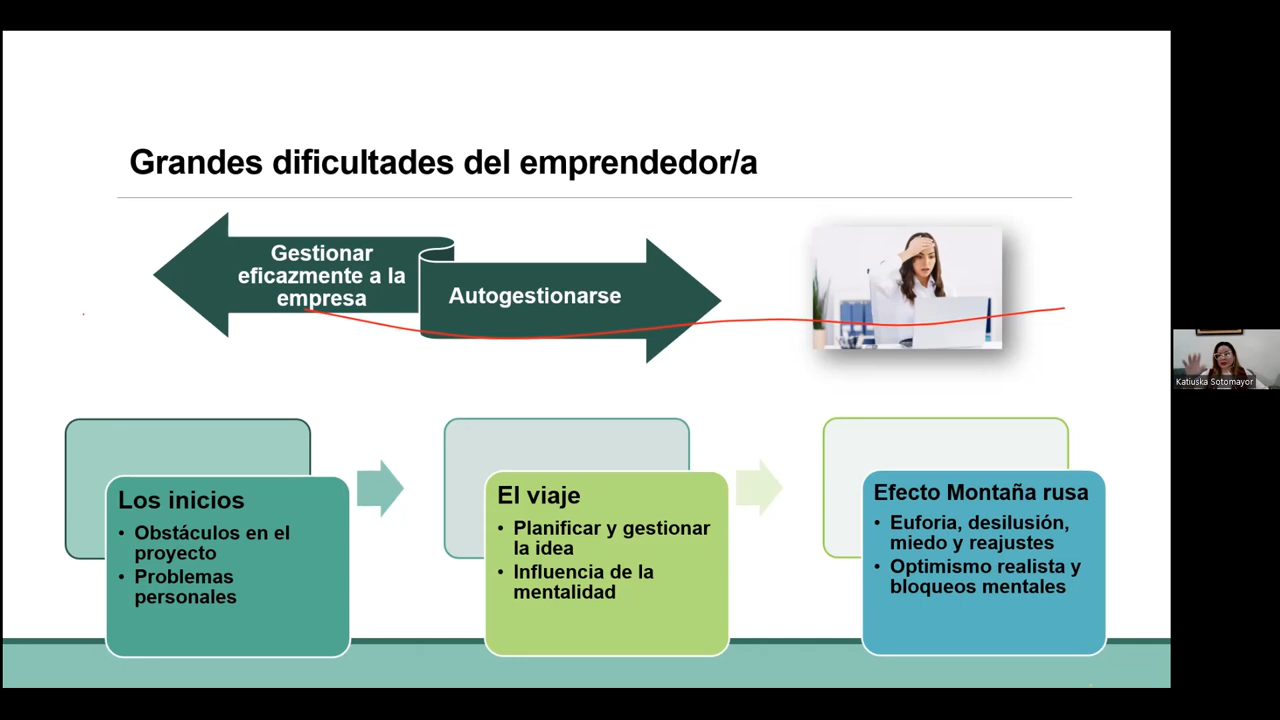 Grandes dificultades del emprendedor/a
Gestionar
eficazmente a la
empresa
Autogestionarse
Katiuska Sotomayor
Los inicios
• Obstáculos en el
proyecto
• Problemas
personales
El viaje
• Planificar y gestionar
la idea
• Influencia de la
mentalidad
Efecto Montaña rusa
• Euforia, desilusión,
miedo y reajustes
• Optimismo realista y
bloqueos mentales